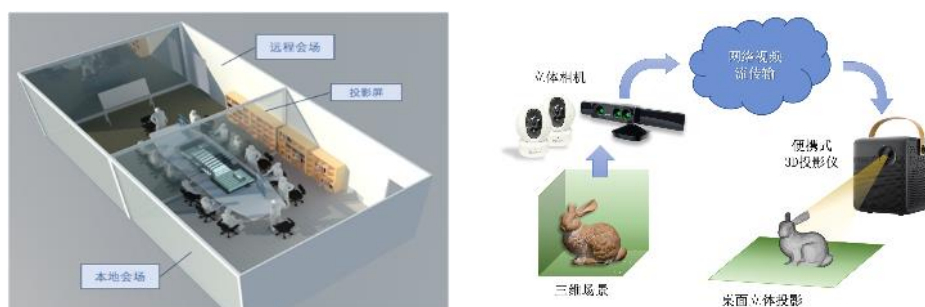 远程会场
投影屏
本地会场
立体相机
网络视频
流传输
便携式
3D投影仪
三维场景
桌面立体投影